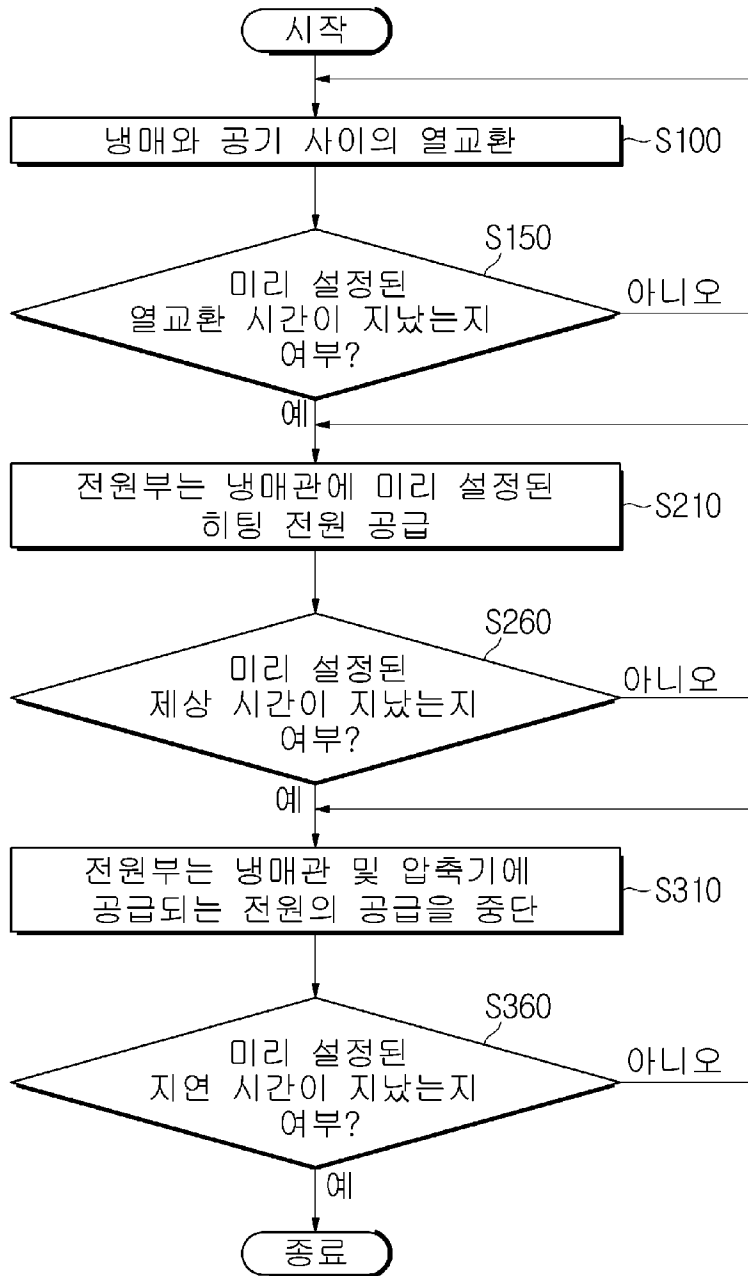 시작
냉매와 공기 사이의 열교환
S100
S150
미리 설정된
열교환 시간이 지났는지
여부?
아니오
예
전원부는 냉매관에 미리 설정된
히팅 전원 공급
S210
S260
미리 설정된
제상 시간이 지났는지
여부?
아니오
예
전원부는 냉매관 및 압축기에
공급되는 전원의 공급을 중단
S310
S360
미리 설정된
지연 시간이 지났는지
여부?
아니오
예
종료